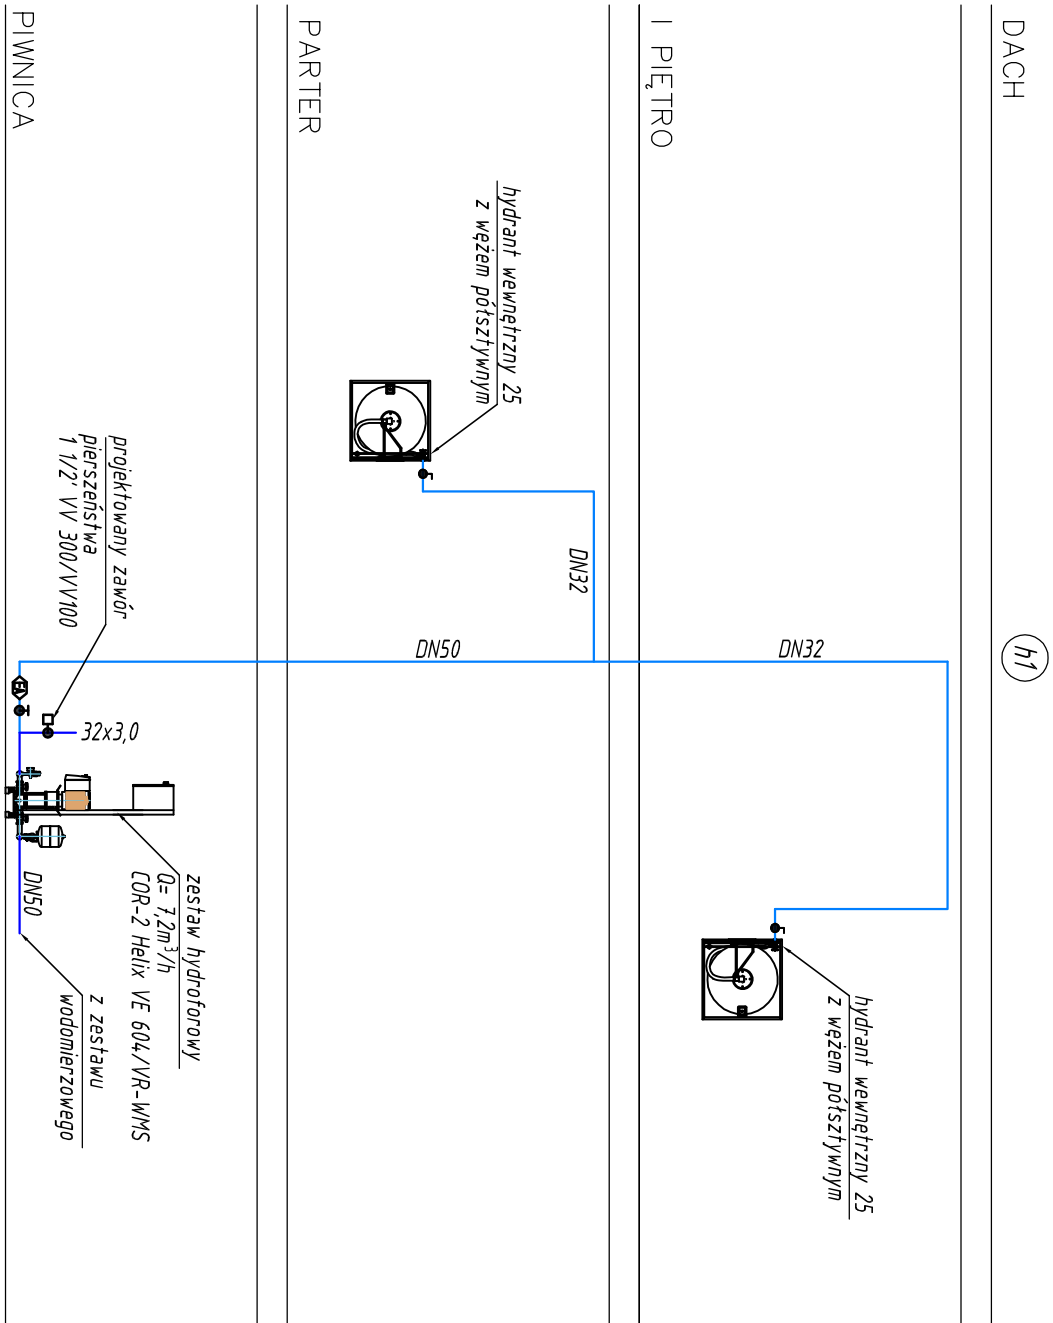 DACH
h1
I PIĘTRO
DN32
hydrant wewnętrzny 25
z wężem półsztywnym
PARTER
hydrant wewnętrzny 25
z wężem półsztywnym
DN32
DN50
PIWNICA
projektowany zawór
pierszeństwa
1 1/2' VV 300/VV100
EA
32x3,0
zestaw hydroforowy
Q= 7,2m³/h
COR-2 Helix VE 604/VR-WMS
DN50
z zestawu
wodomierzowego